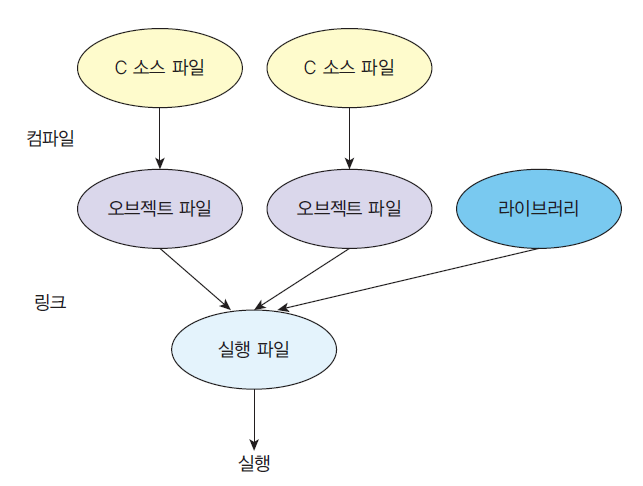 C 소스 파일
C 소스 파일
컴파일
오브젝트 파일
오브젝트 파일
라이브러리
링크
실행 파일
실행